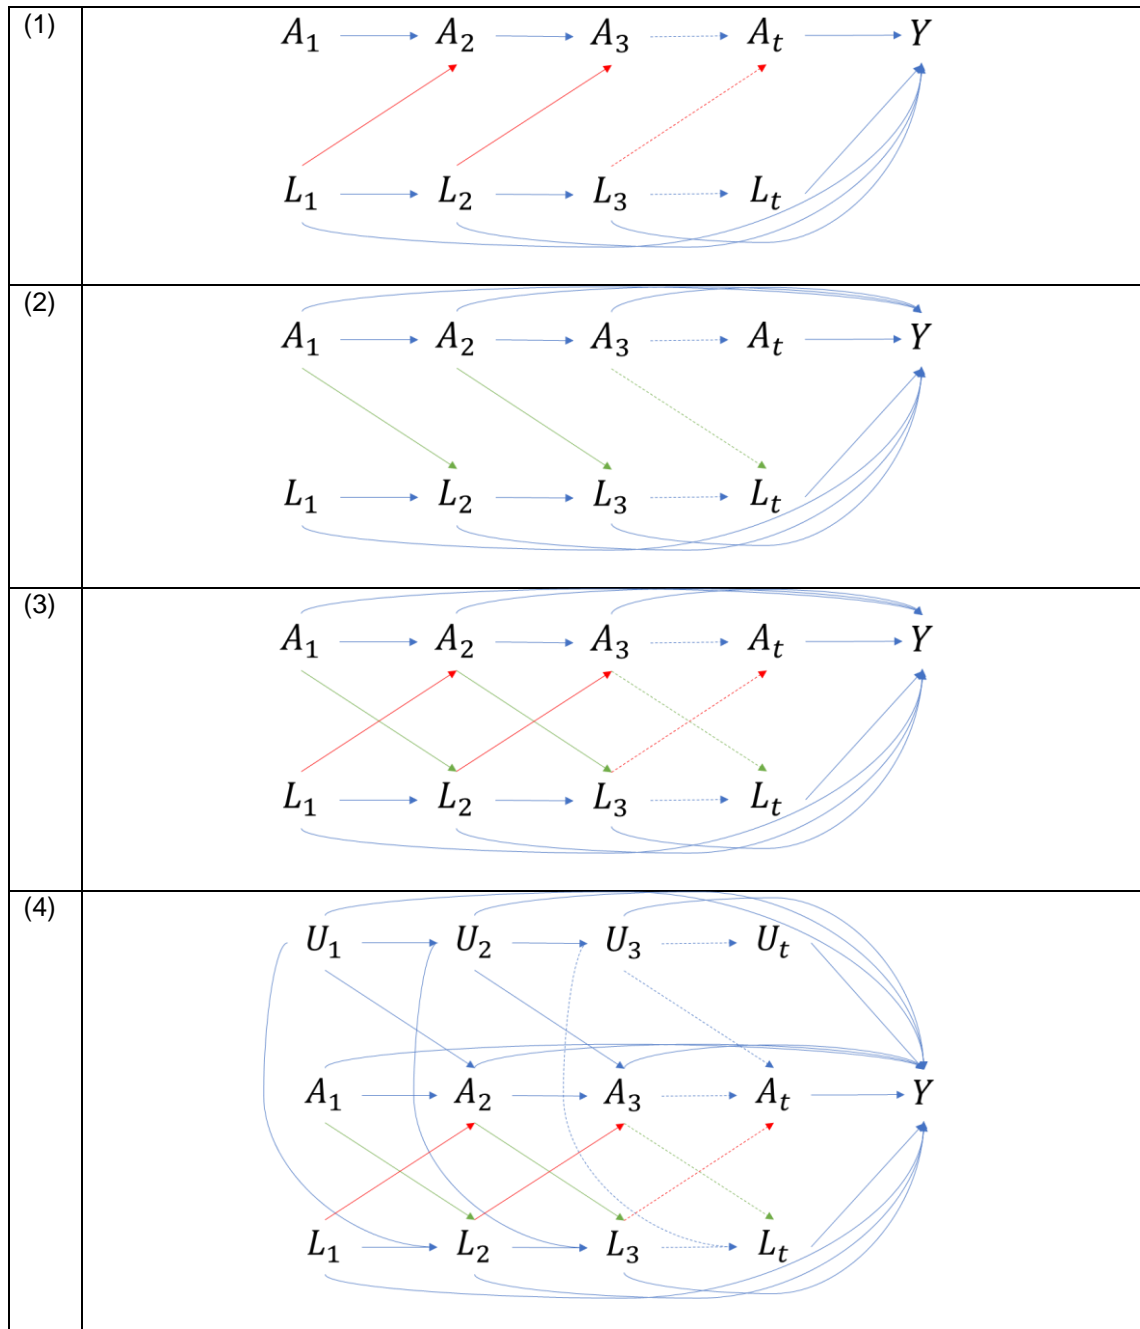 (1)
A₁ A₂ A₃ Aₜ Y
L₁ L₂ L₃ Lₜ
(2)
A₁ A₂ A₃ Aₜ Y
L₁ L₂ L₃ Lₜ
(3)
A₁ A₂ A₃ Aₜ Y
L₁ L₂ L₃ Lₜ
(4)
U₁ U₂ U₃ Uₜ
A₁ A₂ A₃ Aₜ Y
L₁ L₂ L₃ Lₜ